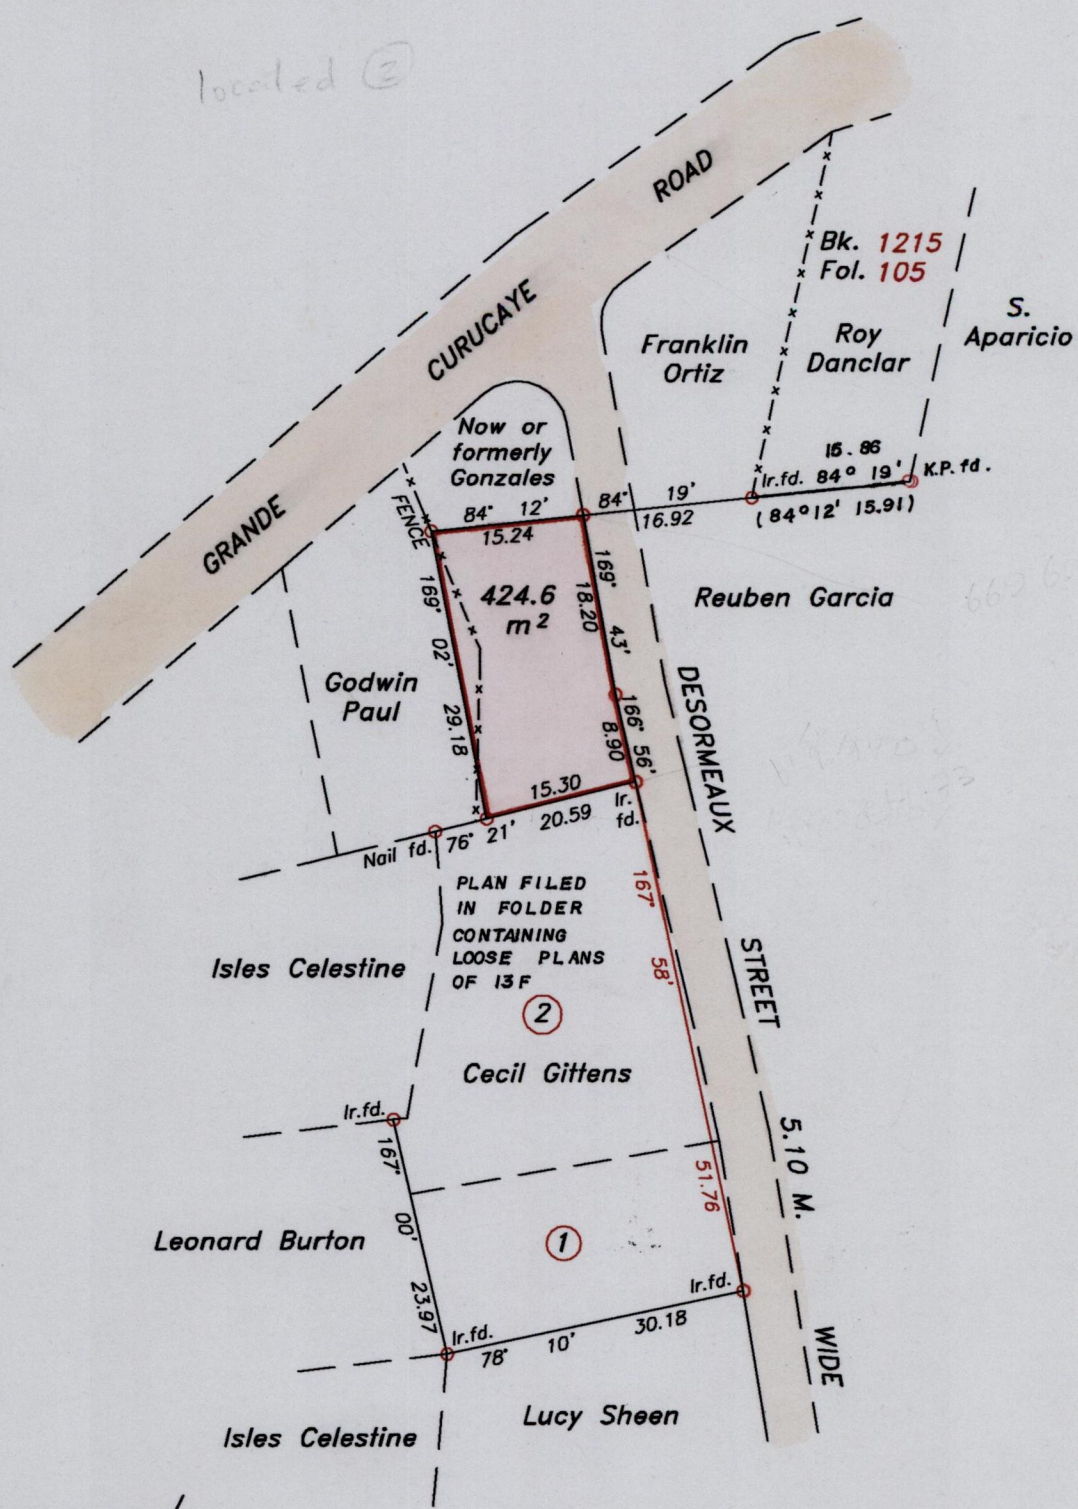 located ②
ROAD
Bk. 1215
Fol. 105
S.
Aparicio
Franklin
Ortiz
Roy
Danclar
CURUCAYE
GRANDE
Now or
formerly
Gonzales
FENCE
84° 12'
15.24
84° 19'
16.92
Ir.fd.
15.86
84° 19'
K.P. fd.
(84°12' 15.91)
424.6
m²
169° 43'
18.20
Reuben Garcia
169° 02' 29.18
Godwin
Paul
166° 56'
8.90
DESORMEAUX
15.30
20.59
Ir.
fd.
Nail fd.
76° 21'
PLAN FILED
IN FOLDER
CONTAINING
LOOSE PLANS
OF 13F
167° 58' 51.76
STREET
Isles Celestine
2
Cecil Gittens
Ir.fd.
167° 00' 23.97
5.10 M.
Leonard Burton
1
Ir.fd.
Ir.fd.
78° 10' 30.18
WIDE
Lucy Sheen
Isles Celestine